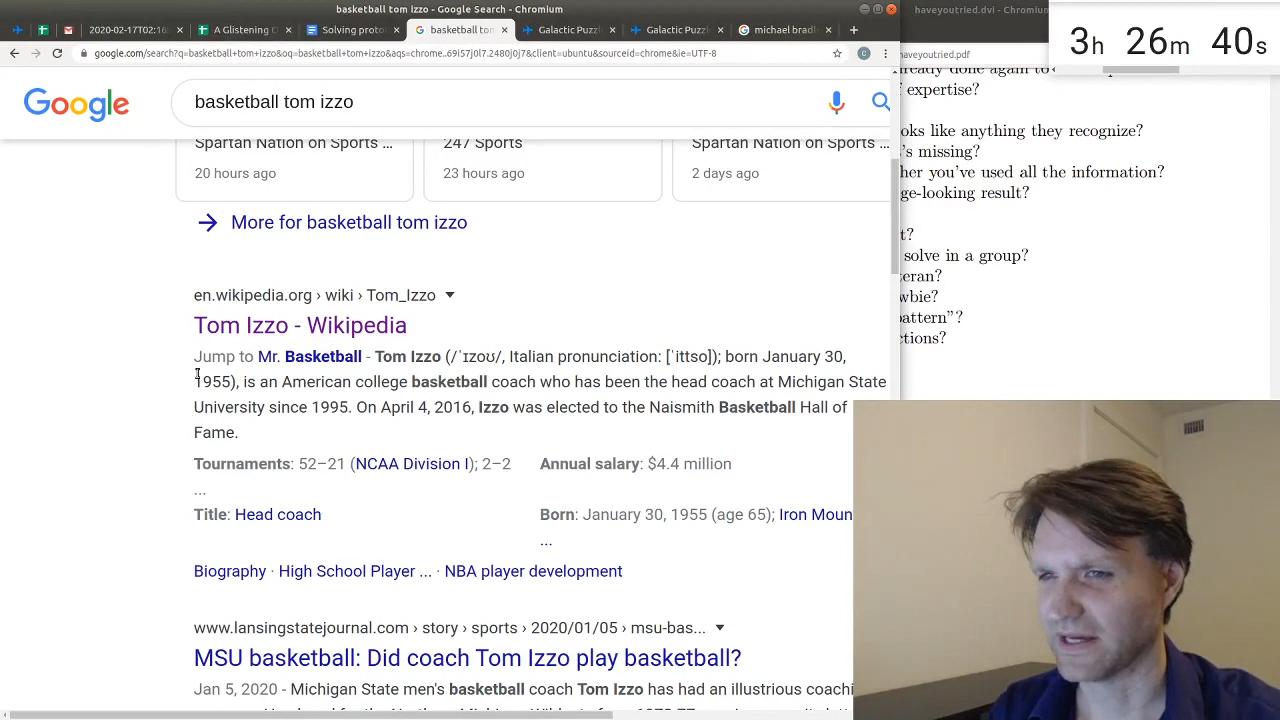 basketball tom izzo - Google Search - Chromium
haveyoutried.dvi - Chromium
2020-02-17T02:16:
A Glistening C
Solving proto
basketball tom
Galactic Puzzl
Galactic Puzzl
michael bradl
google.com/search?q=basketball+tom+izzo&oq=basketball+tom+izzo&aqs=chrome..69i57j0l7.2480j0j7&client=ubuntu&sourceid=chrome&ie=UTF-8
haveyoutried.pdf
3h 26m 40s
Google
basketball tom izzo
Spartan Nation on Sports ...
20 hours ago
247 Sports
23 hours ago
Spartan Nation on Sports ...
2 days ago
More for basketball tom izzo
en.wikipedia.org › wiki › Tom_Izzo
Tom Izzo - Wikipedia
Jump to Mr. Basketball - Tom Izzo (/ˈɪzoʊ/, Italian pronunciation: [ˈittso]); born January 30,
1955), is an American college basketball coach who has been the head coach at Michigan State
University since 1995. On April 4, 2016, Izzo was elected to the Naismith Basketball Hall of
Fame.
Tournaments: 52–21 (NCAA Division I); 2–2
...
Annual salary: $4.4 million
Title: Head coach
Born: January 30, 1955 (age 65); Iron Moun
...
Biography · High School Player ... · NBA player development
www.lansingstatejournal.com › story › sports › 2020/01/05 › msu-bas...
MSU basketball: Did coach Tom Izzo play basketball?
Jan 5, 2020 - Michigan State men's basketball coach Tom Izzo has had an illustrious coachi
lready done again to
f expertise?
ooks like anything they recognize?
t's missing?
her you've used all the information?
ge-looking result?
t?
solve in a group?
teran?
wbie?
pattern"?
ctions?